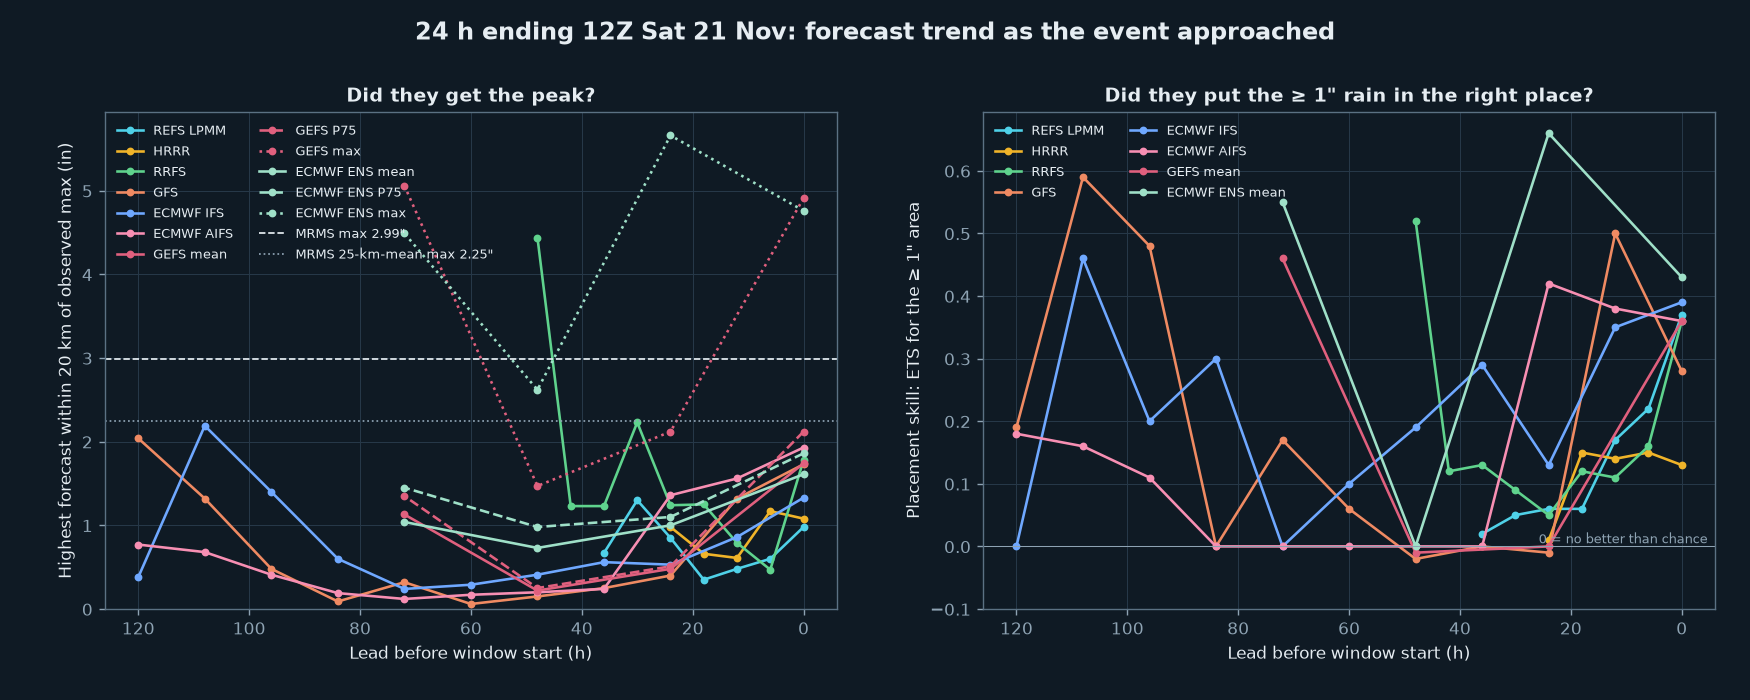 24 h ending 12Z Sat 21 Nov: forecast trend as the event approached
Did they get the peak?
Highest forecast within 20 km of observed max (in)
REFS LPMM
HRRR
RRFS
GFS
ECMWF IFS
ECMWF AIFS
GEFS mean
GEFS P75
GEFS max
ECMWF ENS mean
ECMWF ENS P75
ECMWF ENS max
MRMS max 2.99"
MRMS 25-km-mean max 2.25"
5
4
3
2
1
0
120 100 80 60 40 20 0
Lead before window start (h)
Did they put the ≥ 1" rain in the right place?
Placement skill: ETS for the ≥ 1" area
REFS LPMM
HRRR
RRFS
GFS
ECMWF IFS
ECMWF AIFS
GEFS mean
ECMWF ENS mean
0.6
0.5
0.4
0.3
0.2
0.1
0.0
−0.1
0 = no better than chance
120 100 80 60 40 20 0
Lead before window start (h)